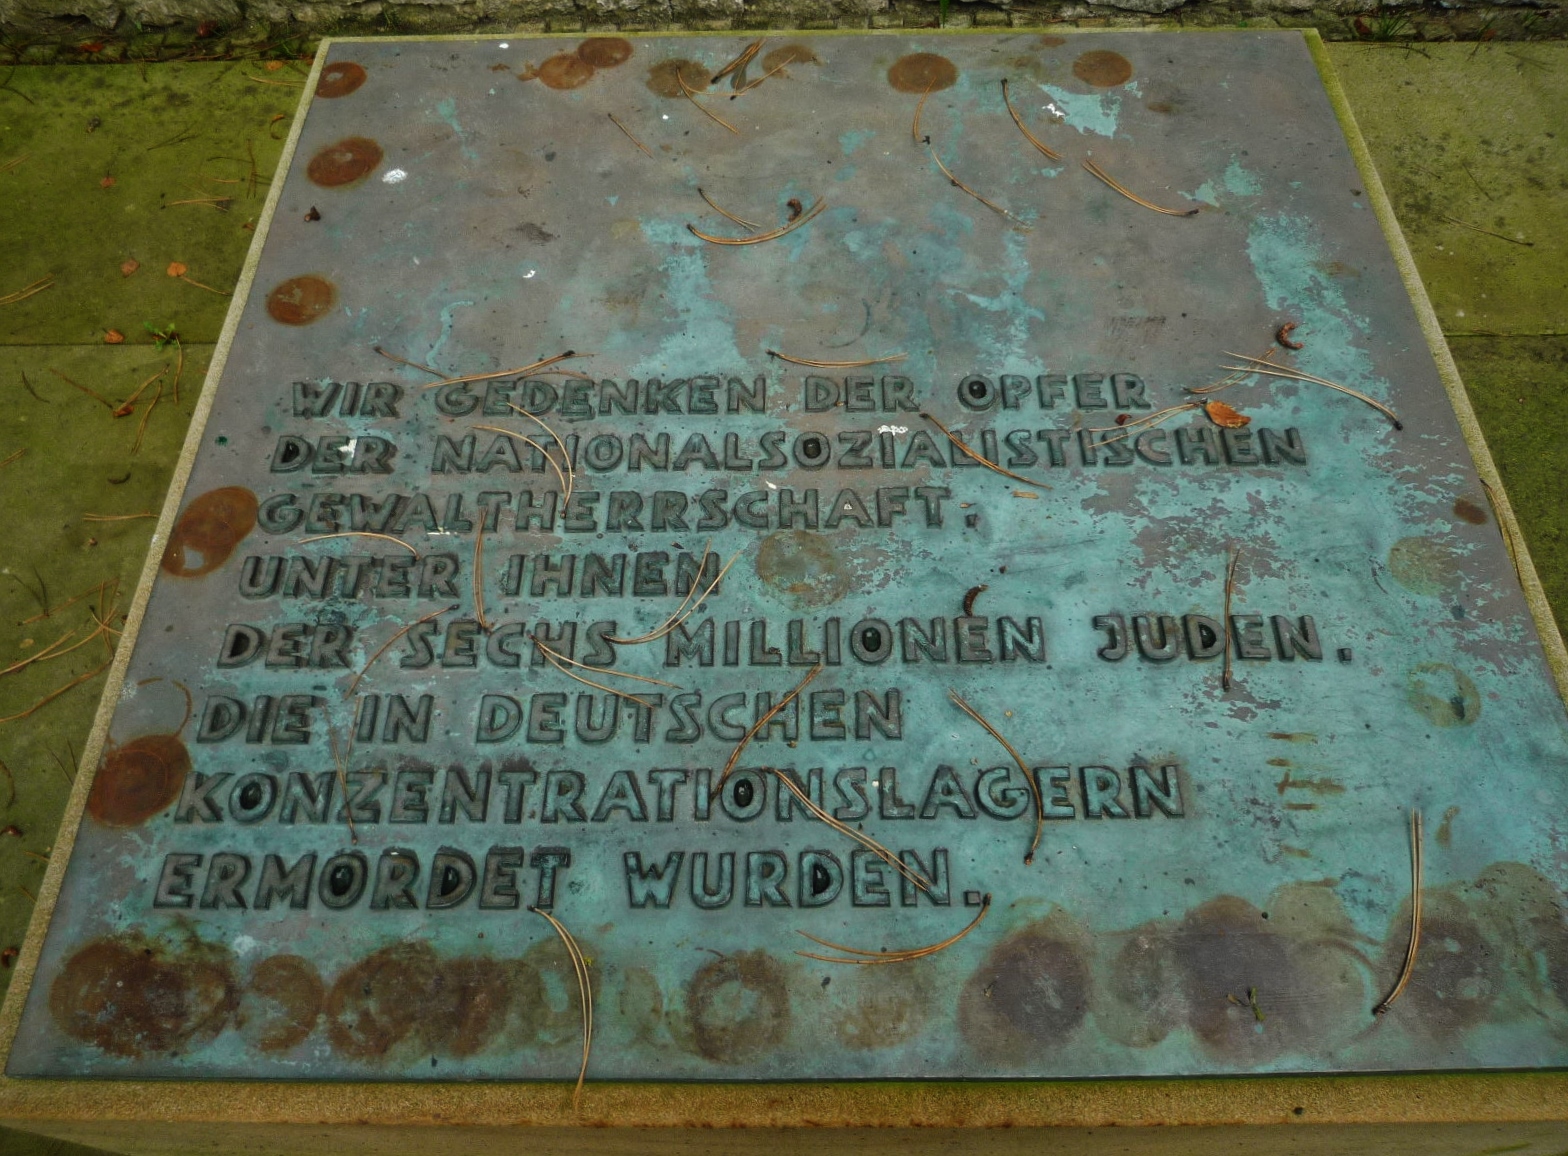 WIR GEDENKEN DER OPFER
DER NATIONALSOZIALISTISCHEN
GEWALTHERRSCHAFT.
UNTER IHNEN
DER SECHS MILLIONEN JUDEN.
DIE IN DEUTSCHEN
KONZENTRATIONSLAGERN
ERMORDET WURDEN.